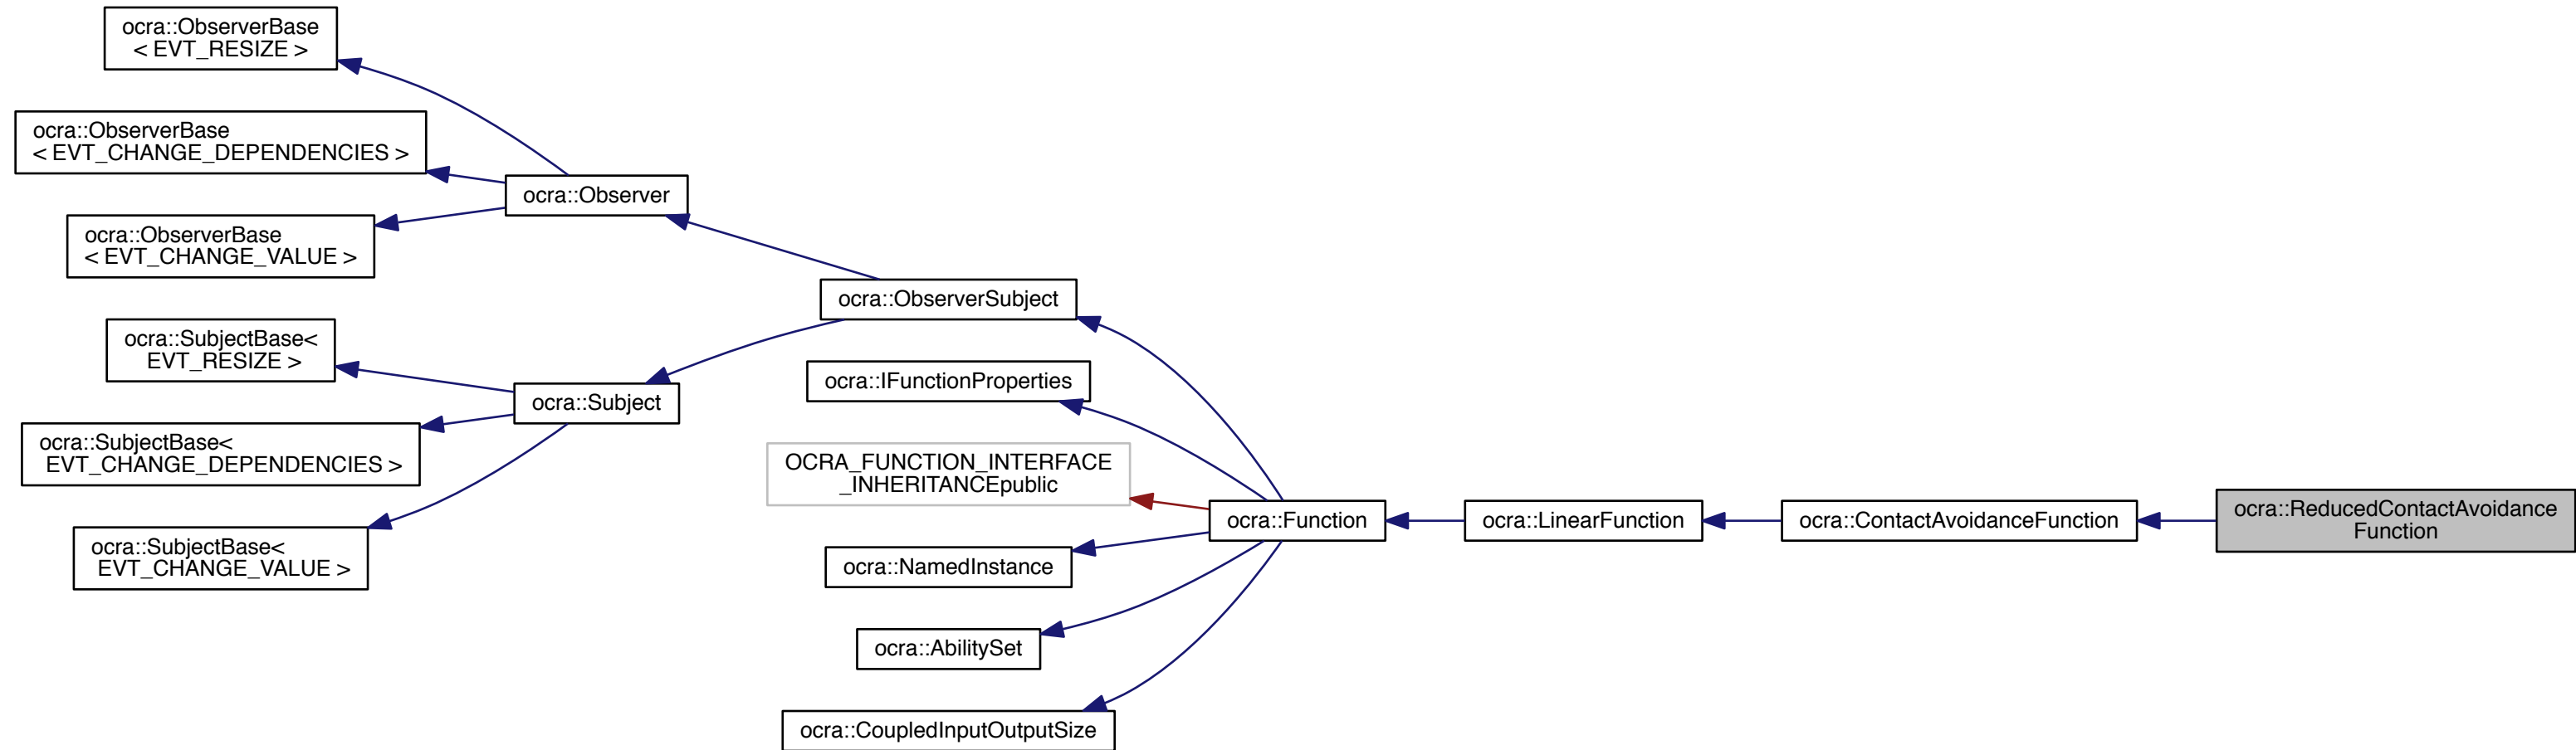 ocra::ObserverBase
< EVT_RESIZE >
ocra::ObserverBase
< EVT_CHANGE_DEPENDENCIES >
ocra::ObserverBase
< EVT_CHANGE_VALUE >
ocra::Observer
ocra::SubjectBase<
EVT_RESIZE >
ocra::SubjectBase<
EVT_CHANGE_DEPENDENCIES >
ocra::SubjectBase<
EVT_CHANGE_VALUE >
ocra::Subject
ocra::ObserverSubject
ocra::IFunctionProperties
OCRA_FUNCTION_INTERFACE
_INHERITANCEpublic
ocra::NamedInstance
ocra::AbilitySet
ocra::CoupledInputOutputSize
ocra::Function
ocra::LinearFunction
ocra::ContactAvoidanceFunction
ocra::ReducedContactAvoidance
Function